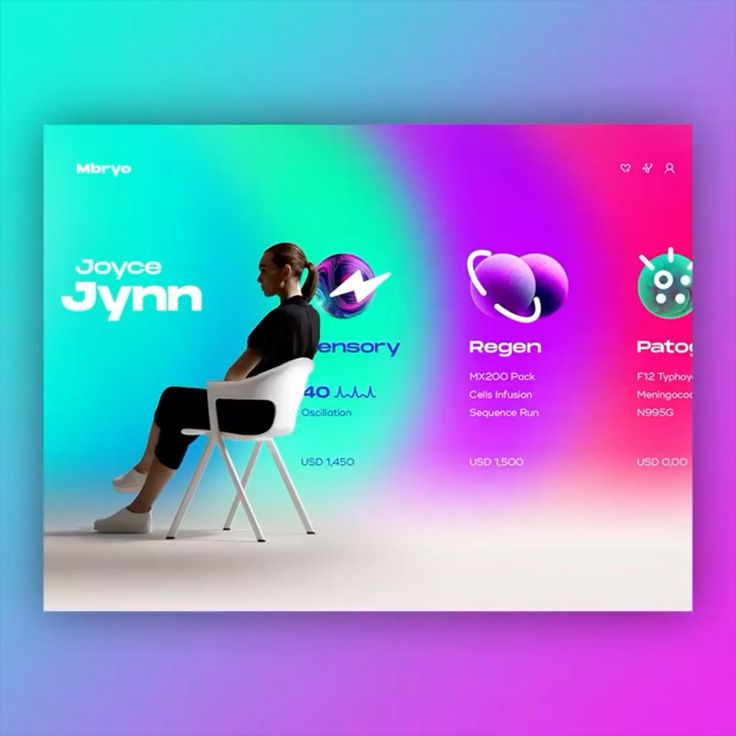 Mbryo
Joyce
Jynn
ensory
40
Oscillation
USD 1,450
Regen
MX200 Pack
Cells Infusion
Sequence Run
USD 1,500
Patog
F12 Typhoy
Meningococ
N995G
USD 0,00